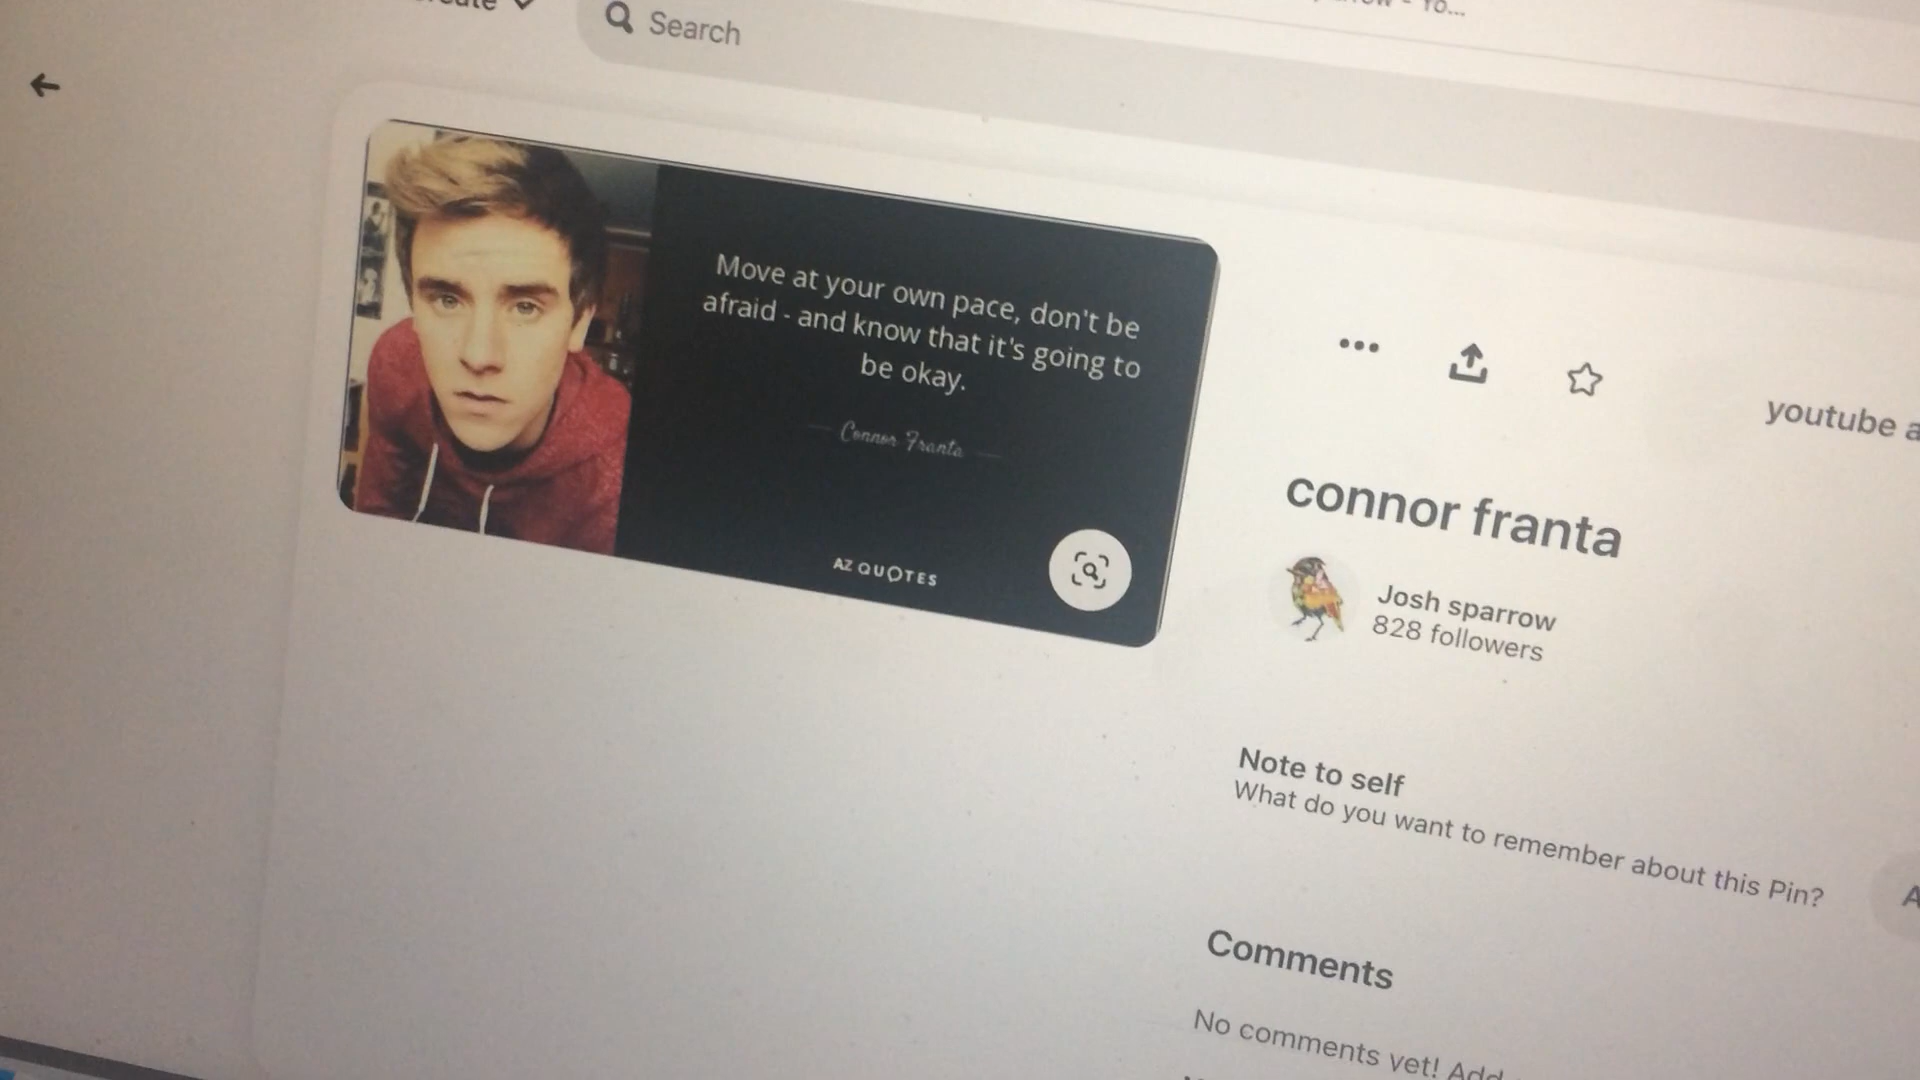 Search
Move at your own pace, don't be
afraid - and know that it's going to
be okay.
Connor Franta
AZ QUOTES
youtube
connor franta
Josh sparrow
828 followers
Note to self
What do you want to remember about this Pin?
Comments
No comments yet! Add